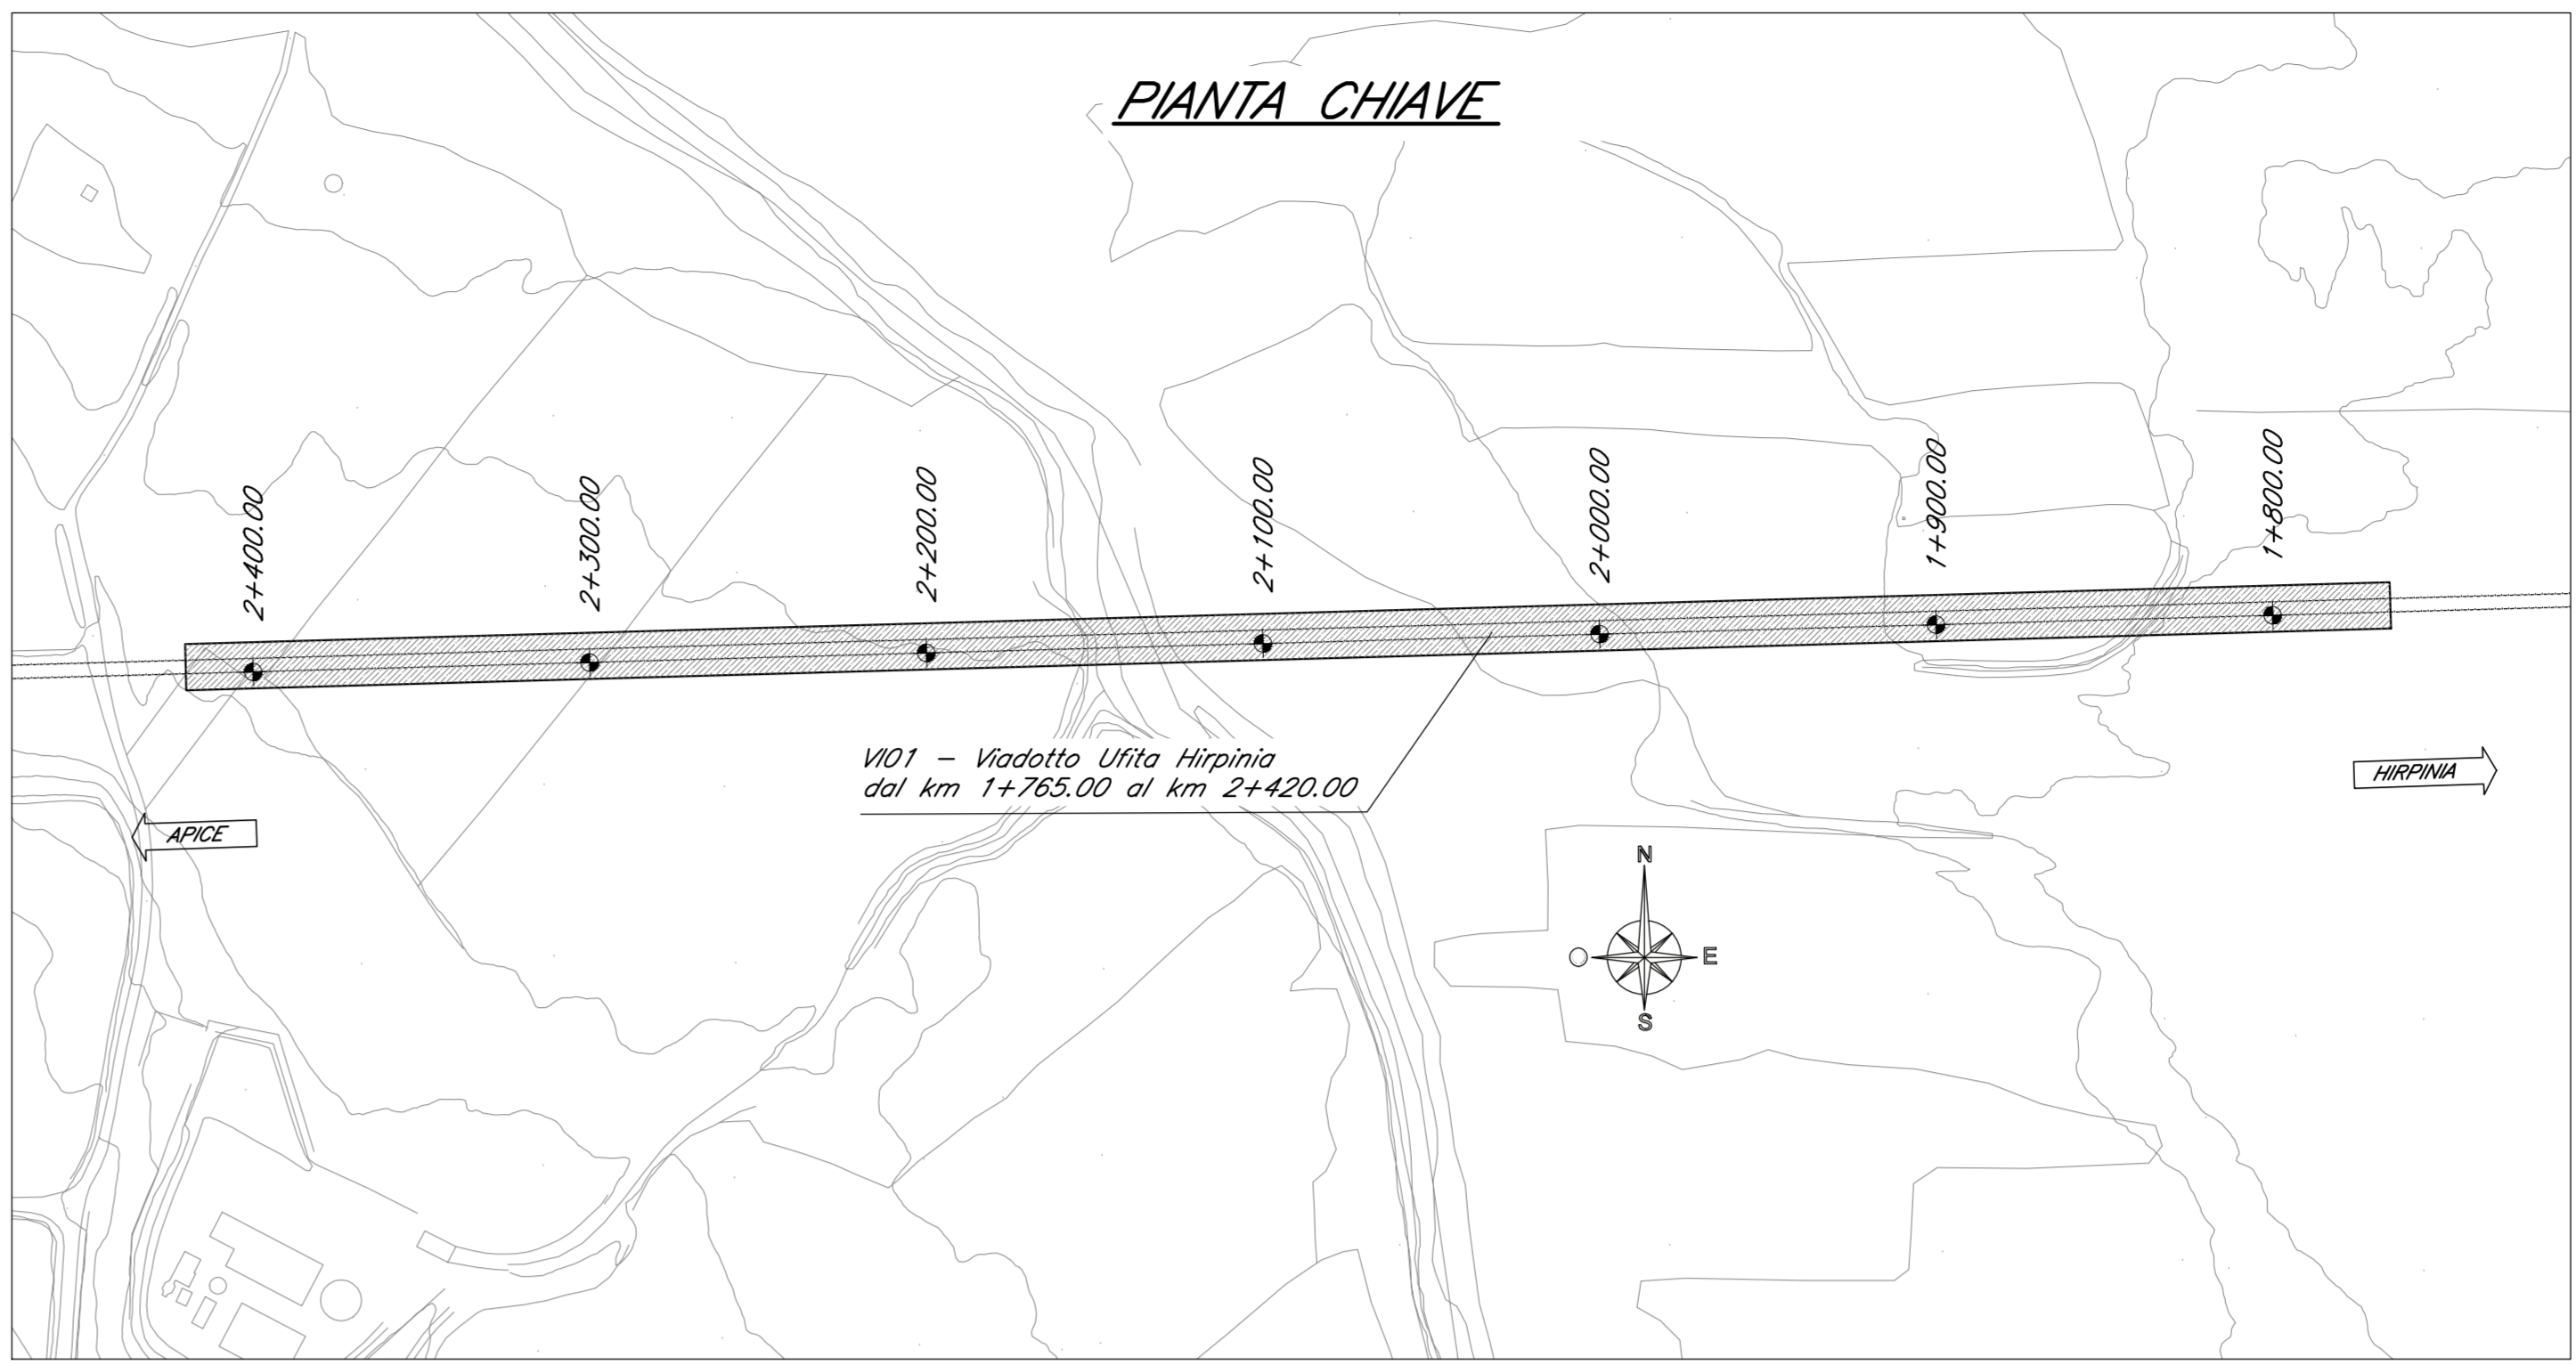 PIANTA CHIAVE
2+400.00
2+300.00
2+200.00
2+100.00
2+000.00
1+900.00
1+800.00
VI01 – Viadotto Ufita Hirpinia
dal km 1+765.00 al km 2+420.00
HIRPINIA
APICE
N
O E
S